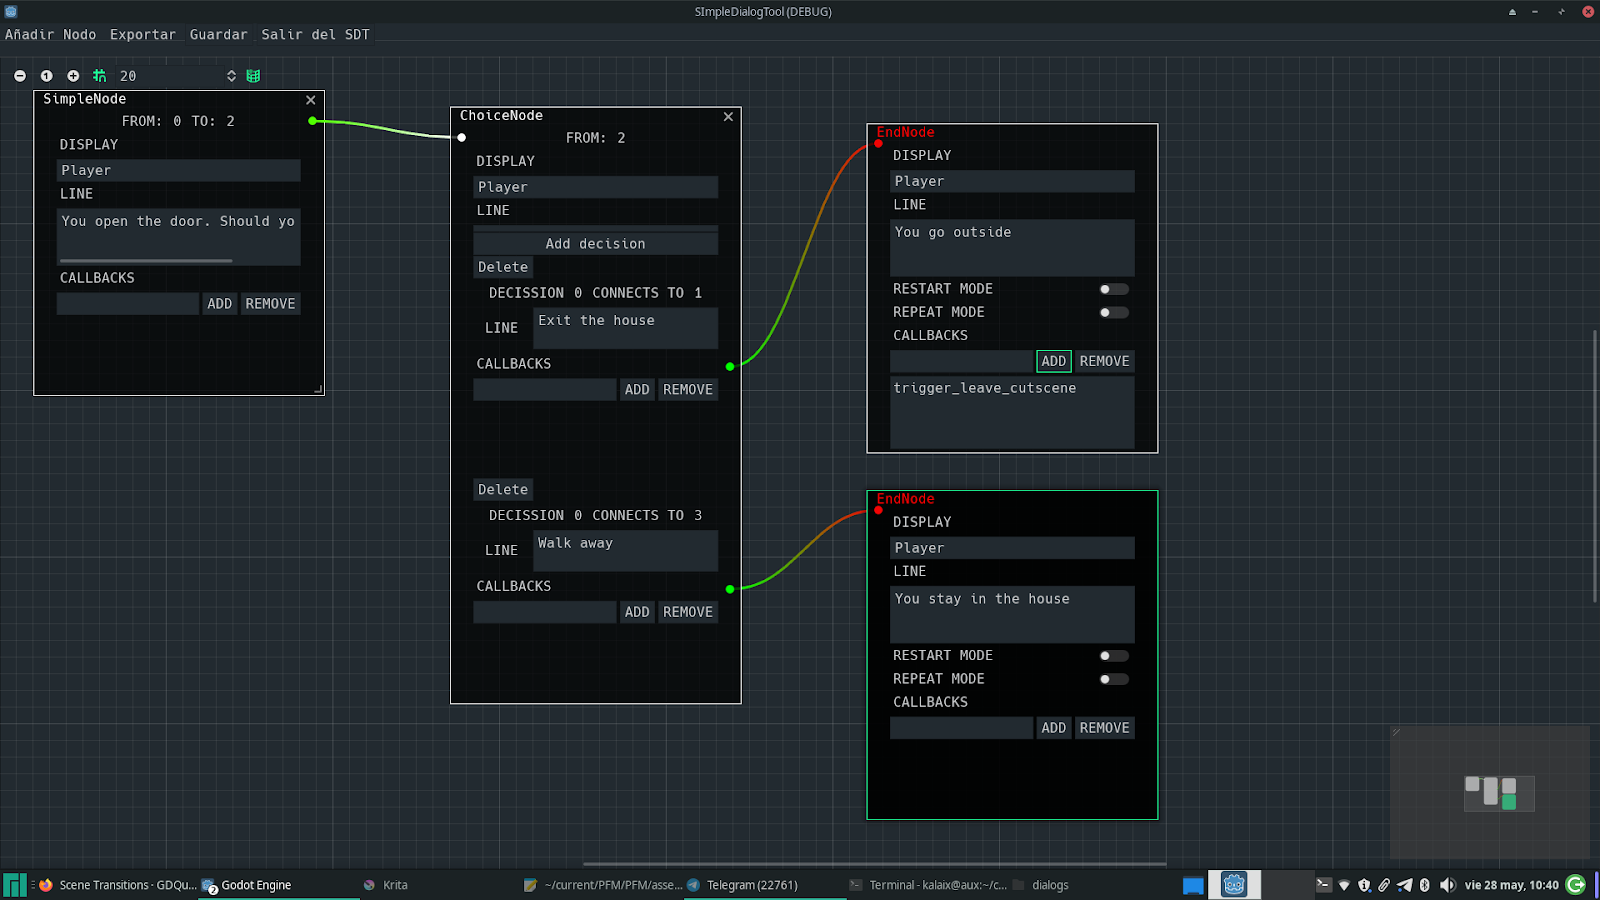 SImpleDialogTool (DEBUG)
Añadir Nodo Exportar Guardar Salir del SDT
1 20
SimpleNode
FROM: 0 TO: 2
DISPLAY
Player
LINE
You open the door. Should yo
CALLBACKS
ADD REMOVE
ChoiceNode
FROM: 2
DISPLAY
Player
LINE
Add decision
Delete
DECISSION 0 CONNECTS TO 1
LINE Exit the house
CALLBACKS
ADD REMOVE
Delete
DECISSION 0 CONNECTS TO 3
LINE Walk away
CALLBACKS
ADD REMOVE
EndNode
DISPLAY
Player
LINE
You go outside
RESTART MODE
REPEAT MODE
CALLBACKS
ADD REMOVE
trigger_leave_cutscene
EndNode
DISPLAY
Player
LINE
You stay in the house
RESTART MODE
REPEAT MODE
CALLBACKS
ADD REMOVE
Scene Transitions · GDQu... 2 Godot Engine Krita ~/current/PFM/PFM/asse... Telegram (22761) Terminal - kalaix@aux:~/c... dialogs vie 28 may, 10:40